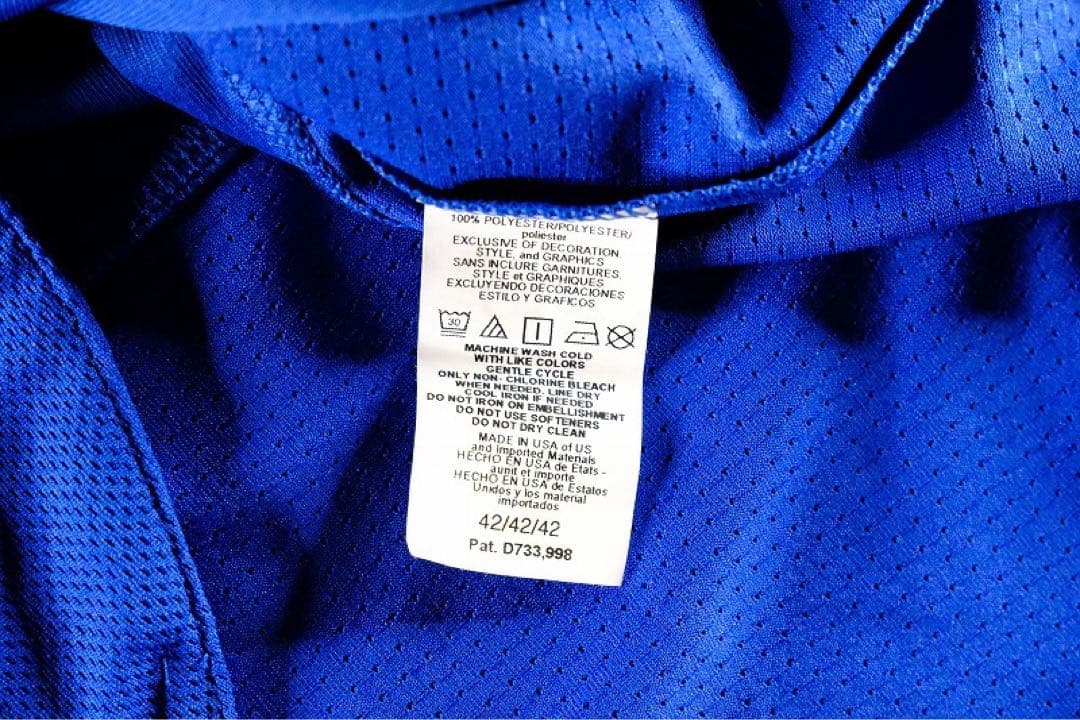 100% POLYESTER/POLYESTER/
poliester
EXCLUSIVE OF DECORATION
STYLE, and GRAPHICS
SANS INCLURE GARNITURES,
STYLE et GRAPHIQUES
EXCLUYENDO DECORACIONES
ESTILO Y GRAFICOS
30
MACHINE WASH COLD
WITH LIKE COLORS
GENTLE CYCLE
ONLY NON- CHLORINE BLEACH
WHEN NEEDED. LINE DRY
COOL IRON IF NEEDED
DO NOT IRON ON EMBELLISHMENT
DO NOT USE SOFTENERS
DO NOT DRY CLEAN
MADE IN USA of US
and Imported Materials
HECHO EN USA de Etats -
aunit et importe
HECHO EN USA de Estalos
Unidos y los material
importados
42/42/42
Pat. D733,998